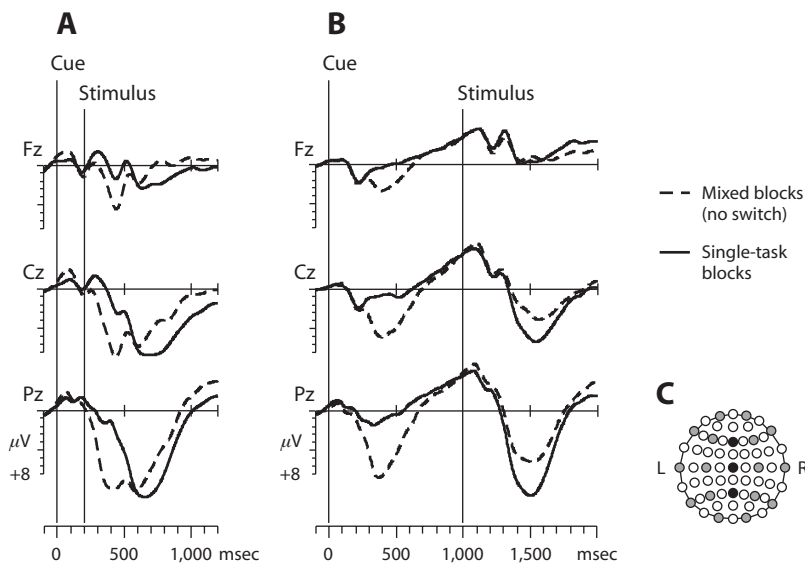 A
B
Cue
Stimulus
Cue
Stimulus
Fz
Fz
Mixed blocks
(no switch)
Single-task
blocks
Cz
Cz
Pz
Pz
C
μV
+8
μV
+8
L
R
0
500
1,000
msec
0
500
1,000
1,500
msec